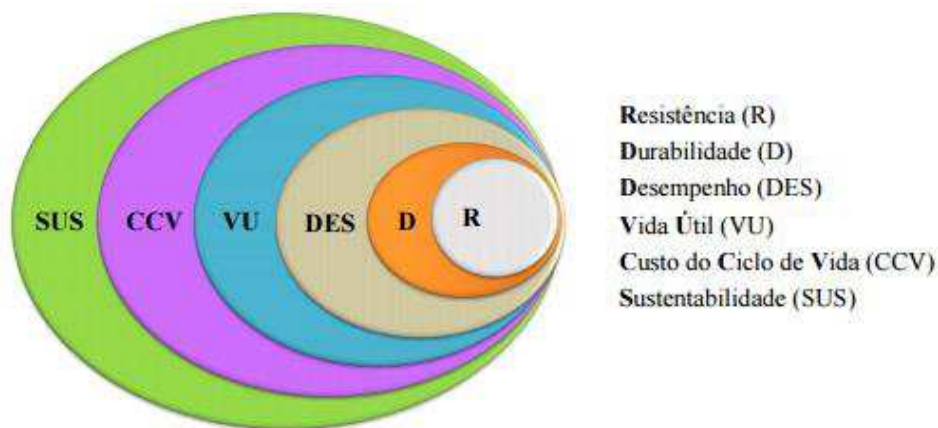 SUS CCV VU DES D R
Resistência (R)
Durabilidade (D)
Desempenho (DES)
Vida Útil (VU)
Custo do Ciclo de Vida (CCV)
Sustentabilidade (SUS)